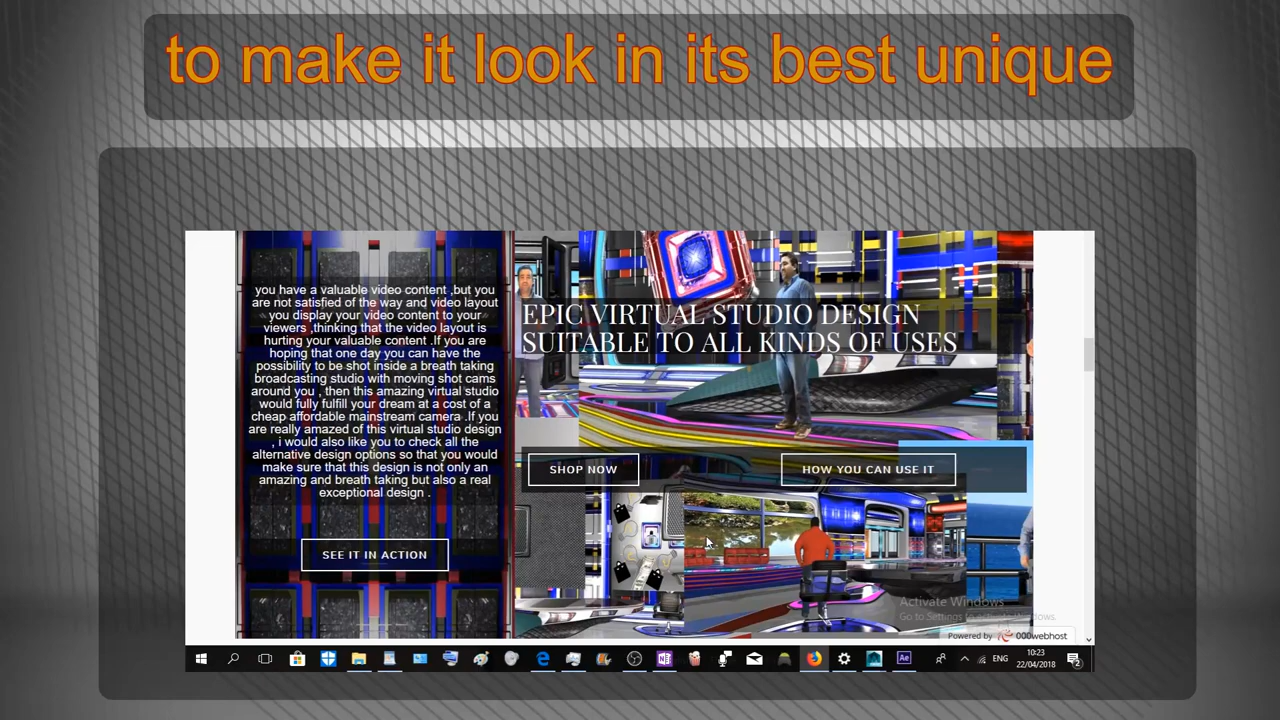 to make it look in its best unique
you have a valuable video content ,but you
are not satisfied of the way and video layout
you display your video content to your
viewers ,thinking that the video layout is
hurting your valuable content .If you are
hoping that one day you can have the
possibility to be shot inside a breath taking
broadcasting studio with moving shot cams
around you , then this amazing virtual studio
would fully fulfill your dream at a cost of a
cheap affordable mainstream camera .If you
are really amazed of this virtual studio design
, i would also like you to check all the
alternative design options so that you would
make sure that this design is not only an
amazing and breath taking but also a real
exceptional design .
SEE IT IN ACTION
EPIC VIRTUAL STUDIO DESIGN
SUITABLE TO ALL KINDS OF USES
SHOP NOW
HOW YOU CAN USE IT
Activate Windows
Go to Settings to activate Windows.
Powered by 000webhost
ENG
10:23
22/04/2018